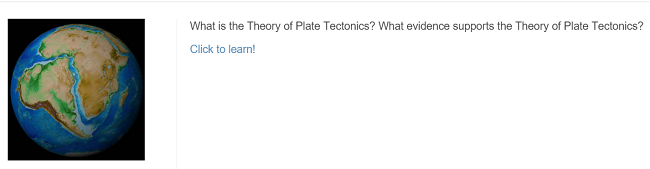 What is the Theory of Plate Tectonics? What evidence supports the Theory of Plate Tectonics?
Click to learn!